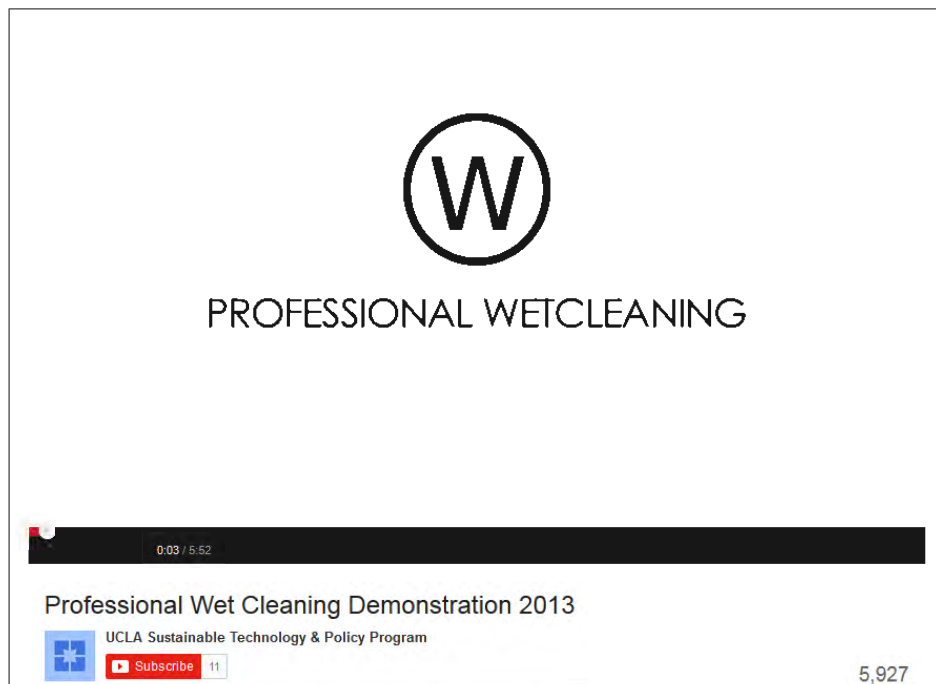 W
PROFESSIONAL WETCLEANING
0:03 / 5:52
Professional Wet Cleaning Demonstration 2013
UCLA Sustainable Technology & Policy Program
Subscribe 11
5,927